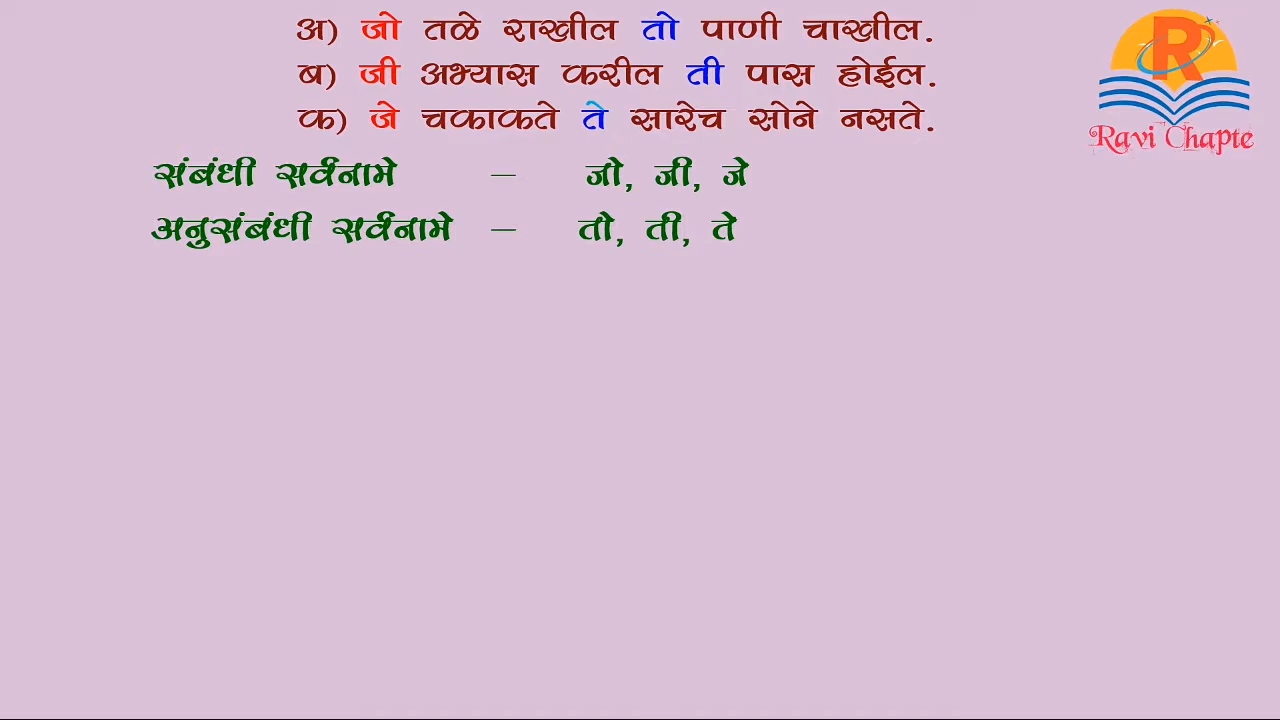 अ) जो तळे राखील तो पाणी चाखील.
ब) जी अभ्यास करील ती पास होईल.
क) जे चकाकते ते सारेच सोने नसते.
संबंधी सर्वनामे – जो, जी, जे
अनुसंबंधी सर्वनामे – तो, ती, ते
R
Ravi Chapte